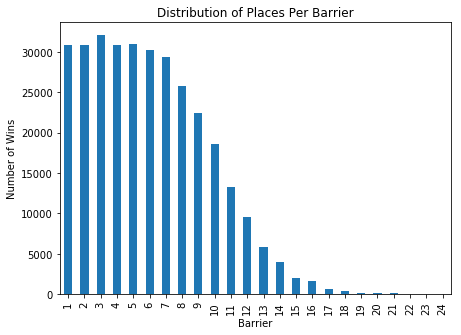 Distribution of Places Per Barrier
Number of Wins
30000
25000
20000
15000
10000
5000
0
1 2 3 4 5 6 7 8 9 10 11 12 13 14 15 16 17 18 19 20 21 22 23 24
Barrier